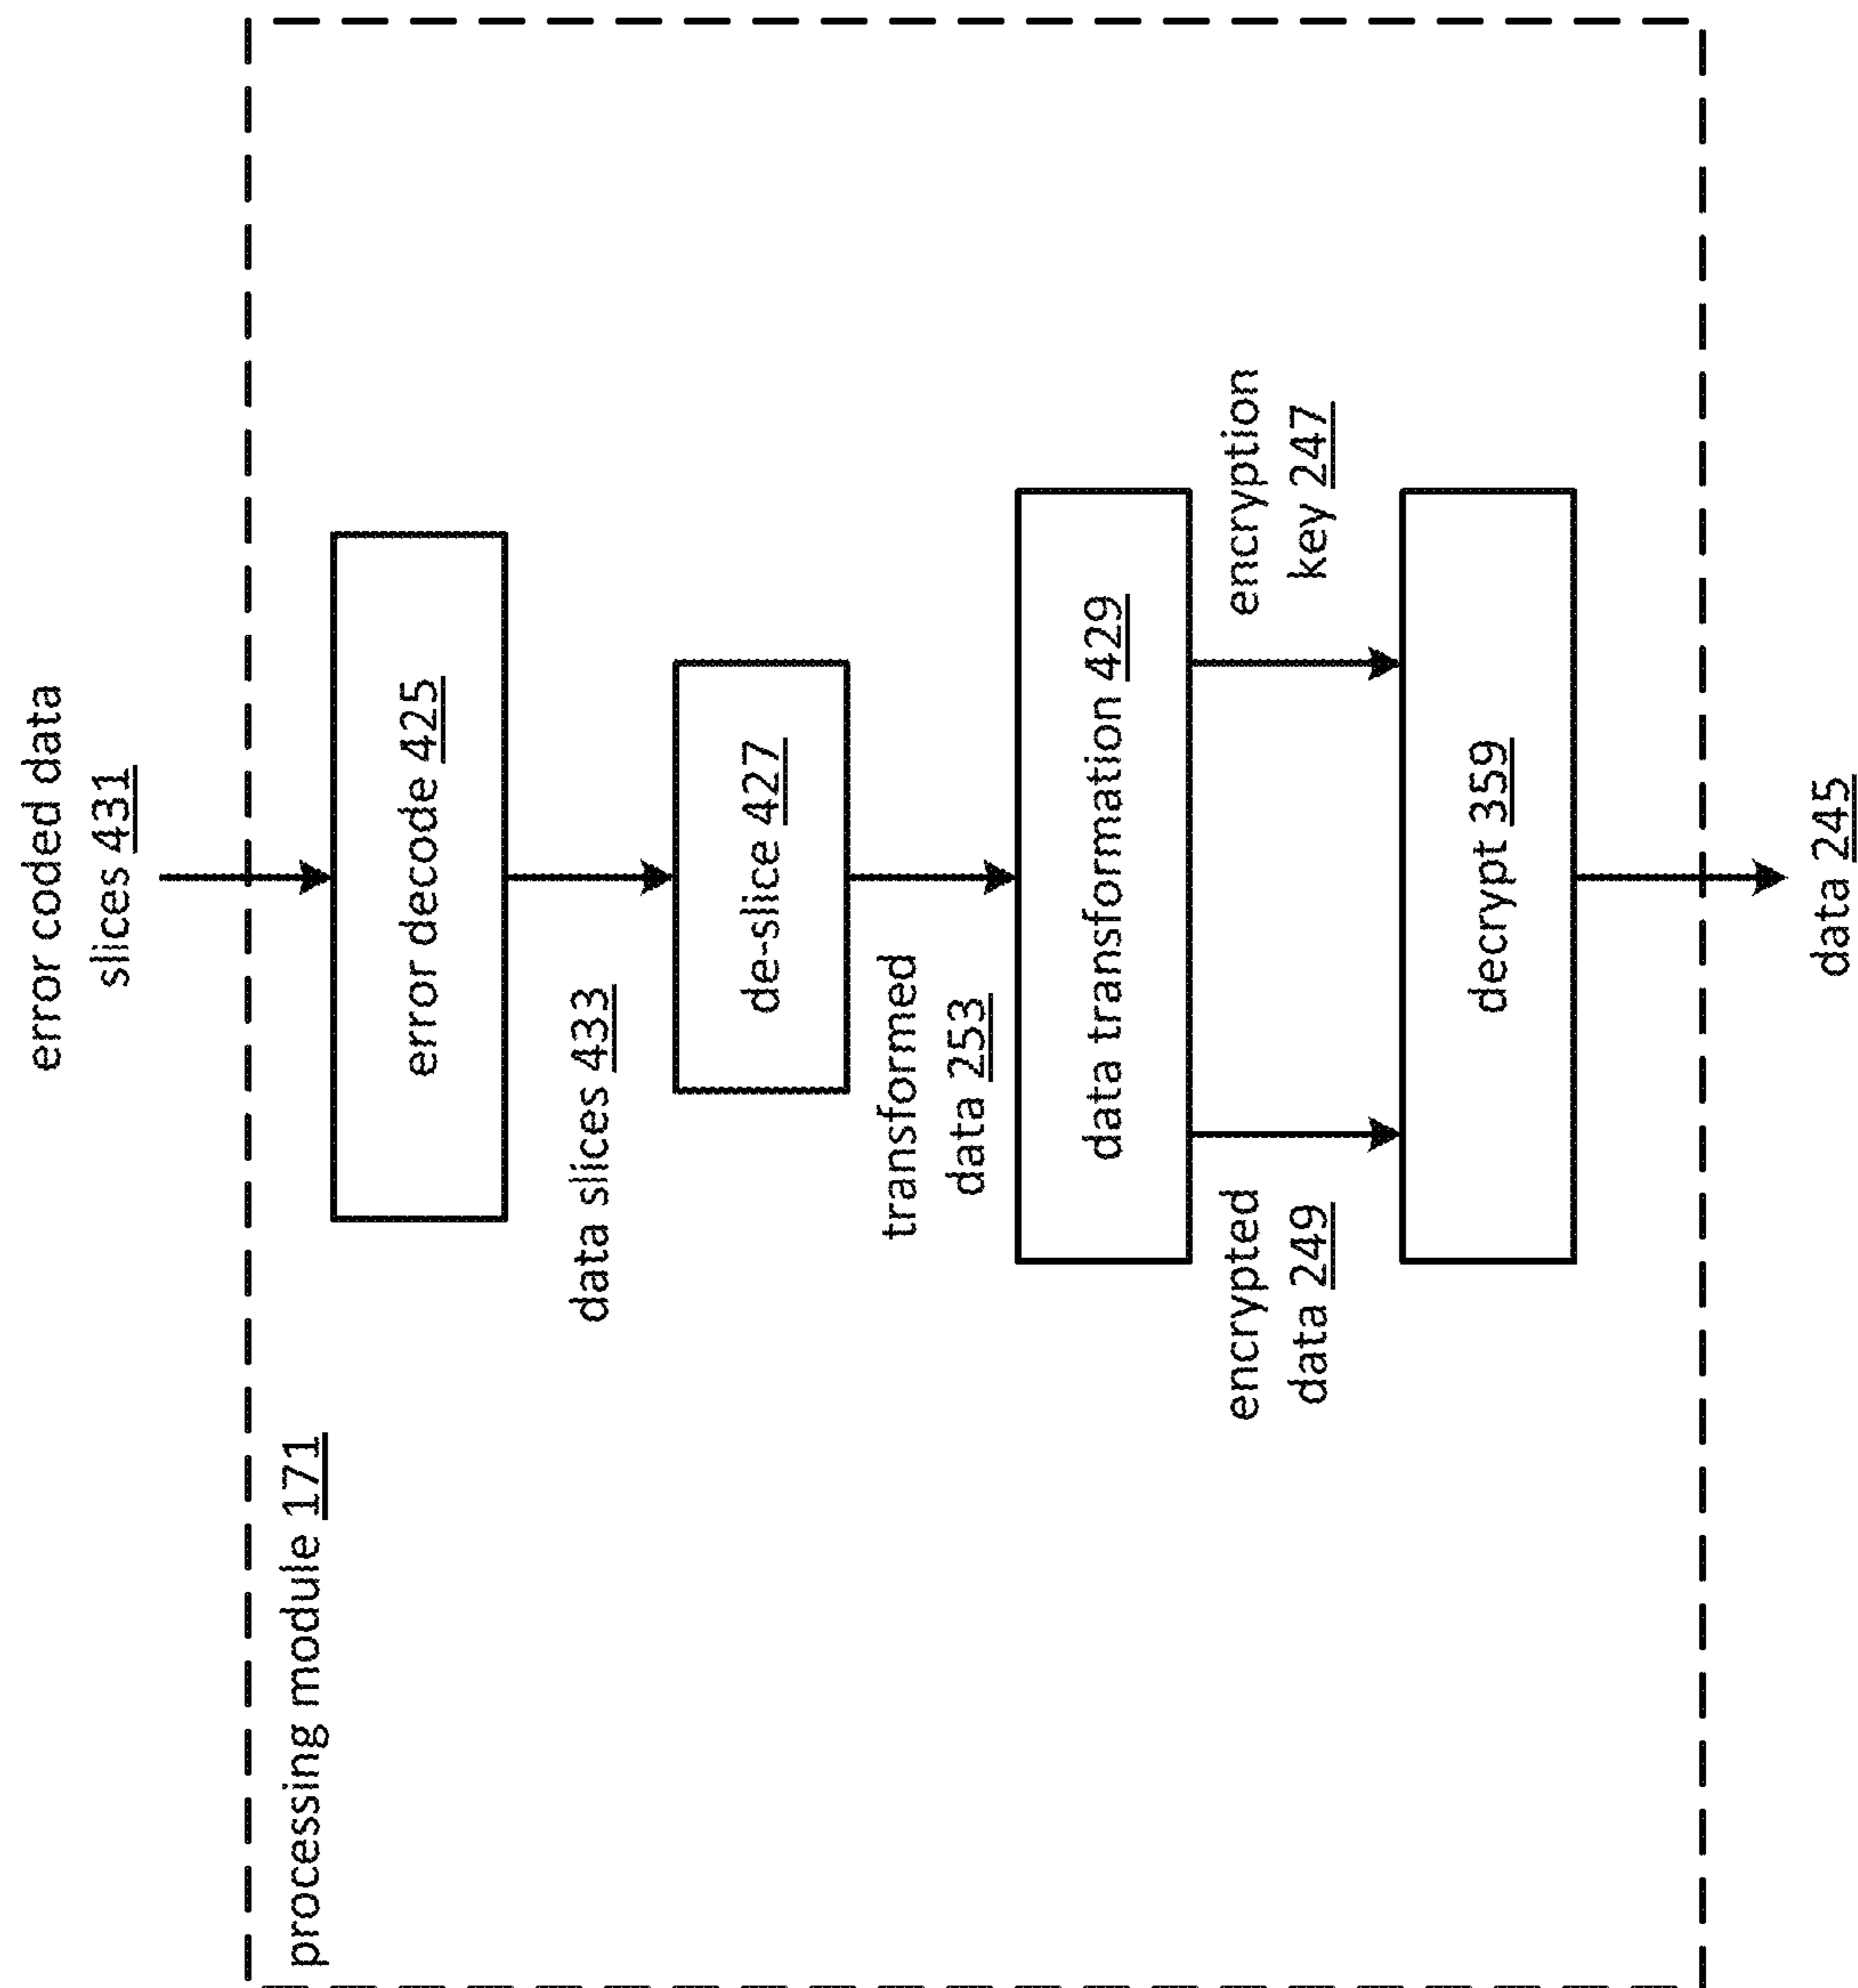 error coded data
slices 431
processing module 171
error decode 425
data slices 433
de-slice 427
transformed
data 253
data transformation 429
encrypted
data 249
encryption
key 247
decrypt 359
data 245